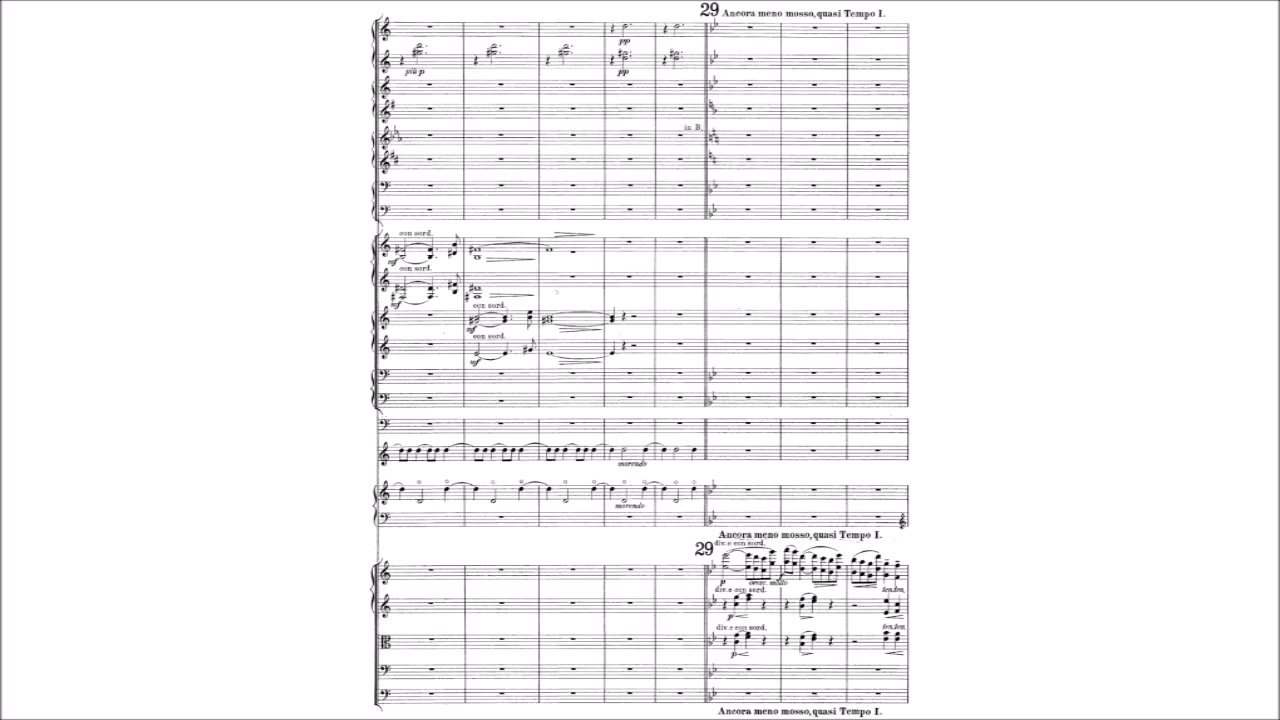 29 Ancora meno mosso, quasi Tempo I.
pp
più p
pp
in B.
con sord.
mf
con sord.
mf
con sord.
mf
con sord.
mf
morendo
morendo
Ancora meno mosso, quasi Tempo I.
29
div. e con sord.
p
cresc. molto
div. e con sord.
ten. ten.
p
div. e con sord.
ten. ten.
p
Ancora meno mosso, quasi Tempo I.